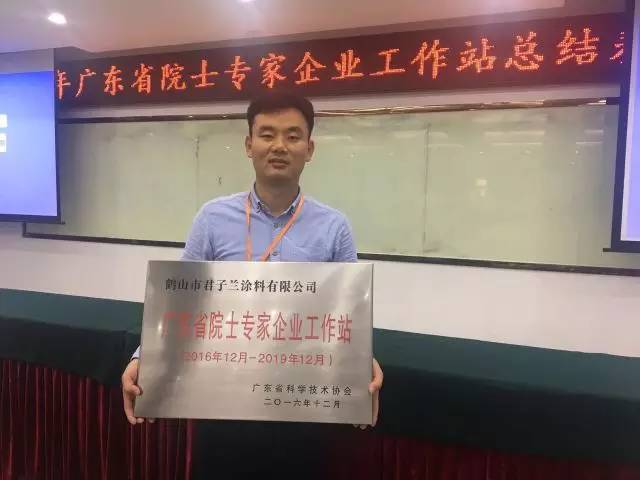 年广东省院士专家企业工作站总结表
鹤山市君子兰涂料有限公司
广东省院士专家企业工作站
(2016年12月-2019年12月)
广东省科学技术协会
二〇一六年十二月